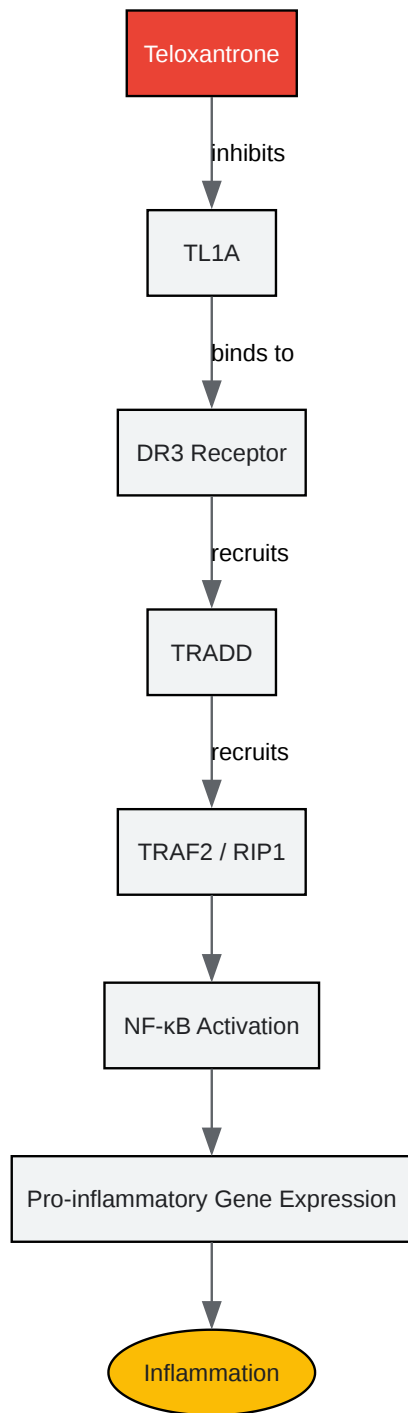 Teloxantrone
inhibits
TL1A
binds to
DR3 Receptor
recruits
TRADD
recruits
TRAF2 / RIP1
NF-κB Activation
Pro-inflammatory Gene Expression
Inflammation